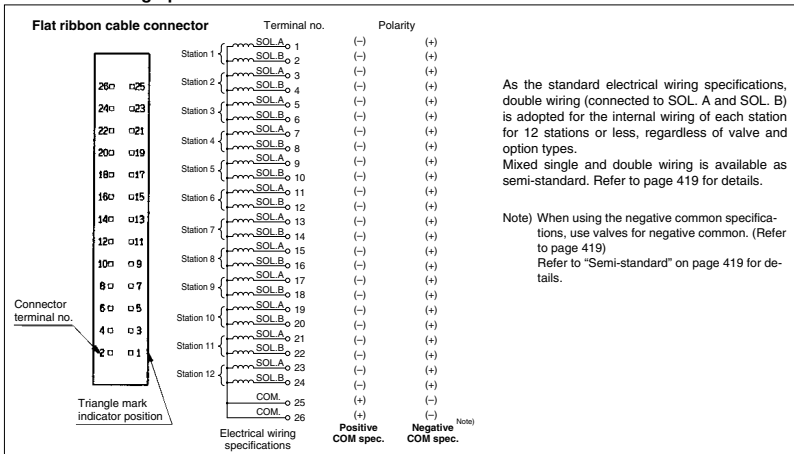 Flat ribbon cable connector
Terminal no.
Polarity
26 25
24 23
22 21
20 19
18 17
16 15
14 13
12 11
10 9
8 7
6 5
4 3
2 1
Connector
terminal no.
Triangle mark
indicator position
Station 1 SOL.A 1 (–) (+)
SOL.B 2 (–) (+)
Station 2 SOL.A 3 (–) (+)
SOL.B 4 (–) (+)
Station 3 SOL.A 5 (–) (+)
SOL.B 6 (–) (+)
Station 4 SOL.A 7 (–) (+)
SOL.B 8 (–) (+)
Station 5 SOL.A 9 (–) (+)
SOL.B 10 (–) (+)
Station 6 SOL.A 11 (–) (+)
SOL.B 12 (–) (+)
Station 7 SOL.A 13 (–) (+)
SOL.B 14 (–) (+)
Station 8 SOL.A 15 (–) (+)
SOL.B 16 (–) (+)
Station 9 SOL.A 17 (–) (+)
SOL.B 18 (–) (+)
Station 10 SOL.A 19 (–) (+)
SOL.B 20 (–) (+)
Station 11 SOL.A 21 (–) (+)
SOL.B 22 (–) (+)
Station 12 SOL.A 23 (–) (+)
SOL.B 24 (–) (+)
COM. 25 (+) (–)
COM. 26 (+) (–)
Electrical wiring
specifications
Positive
COM spec.
Negative Note)
COM spec.
As the standard electrical wiring specifications,
double wiring (connected to SOL. A and SOL. B)
is adopted for the internal wiring of each station
for 12 stations or less, regardless of valve and
option types.
Mixed single and double wiring is available as
semi-standard. Refer to page 419 for details.
Note) When using the negative common specifica-
tions, use valves for negative common. (Refer
to page 419)
Refer to “Semi-standard” on page 419 for de-
tails.